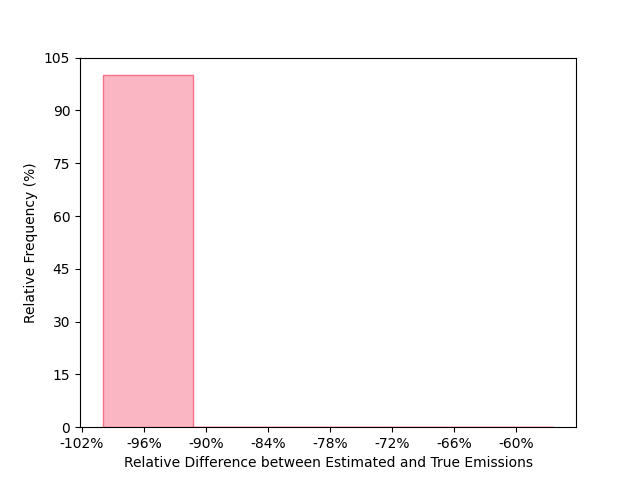 105
90
75
60
45
30
15
0
Relative Frequency (%)
-102% -96% -90% -84% -78% -72% -66% -60%
Relative Difference between Estimated and True Emissions